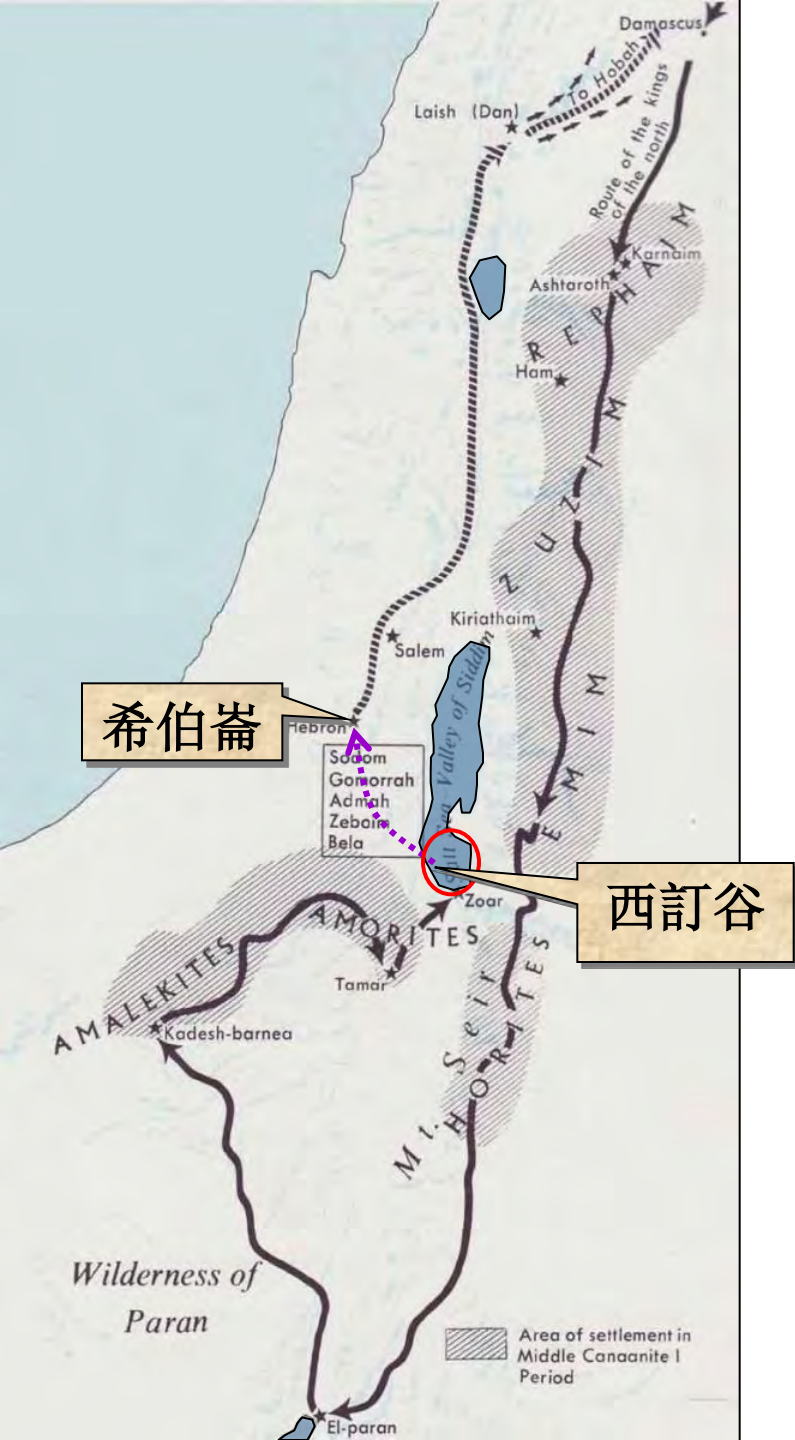 Damascus
To Hobah
Laish (Dan)
Route of the kings
of the north
Karnaim
Ashtaroth
REPHAIM
Ham
ZUZIM
Kiriathaim
Salem
Valley of Siddim
希伯崙
Hebron
Sodom
Gomorrah
Admah
Zeboim
Bela
EMIM
西訂谷
Zoar
AMORITES
AMALEKITES
Tamar
Kadesh-barnea
Mt. Seir
HORITES
Wilderness of
Paran
Area of settlement in
Middle Canaanite I
Period
El-paran